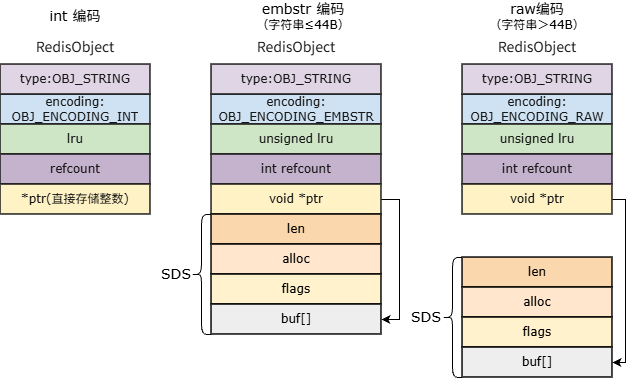 int 编码
RedisObject
type:OBJ_STRING
encoding:
OBJ_ENCODING_INT
lru
refcount
*ptr(直接存储整数)
embstr 编码
(字符串≤44B)
RedisObject
type:OBJ_STRING
encoding:
OBJ_ENCODING_EMBSTR
unsigned lru
int refcount
void *ptr
SDS
len
alloc
flags
buf[]
raw编码
(字符串>44B)
RedisObject
type:OBJ_STRING
encoding:
OBJ_ENCODING_RAW
unsigned lru
int refcount
void *ptr
SDS
len
alloc
flags
buf[]